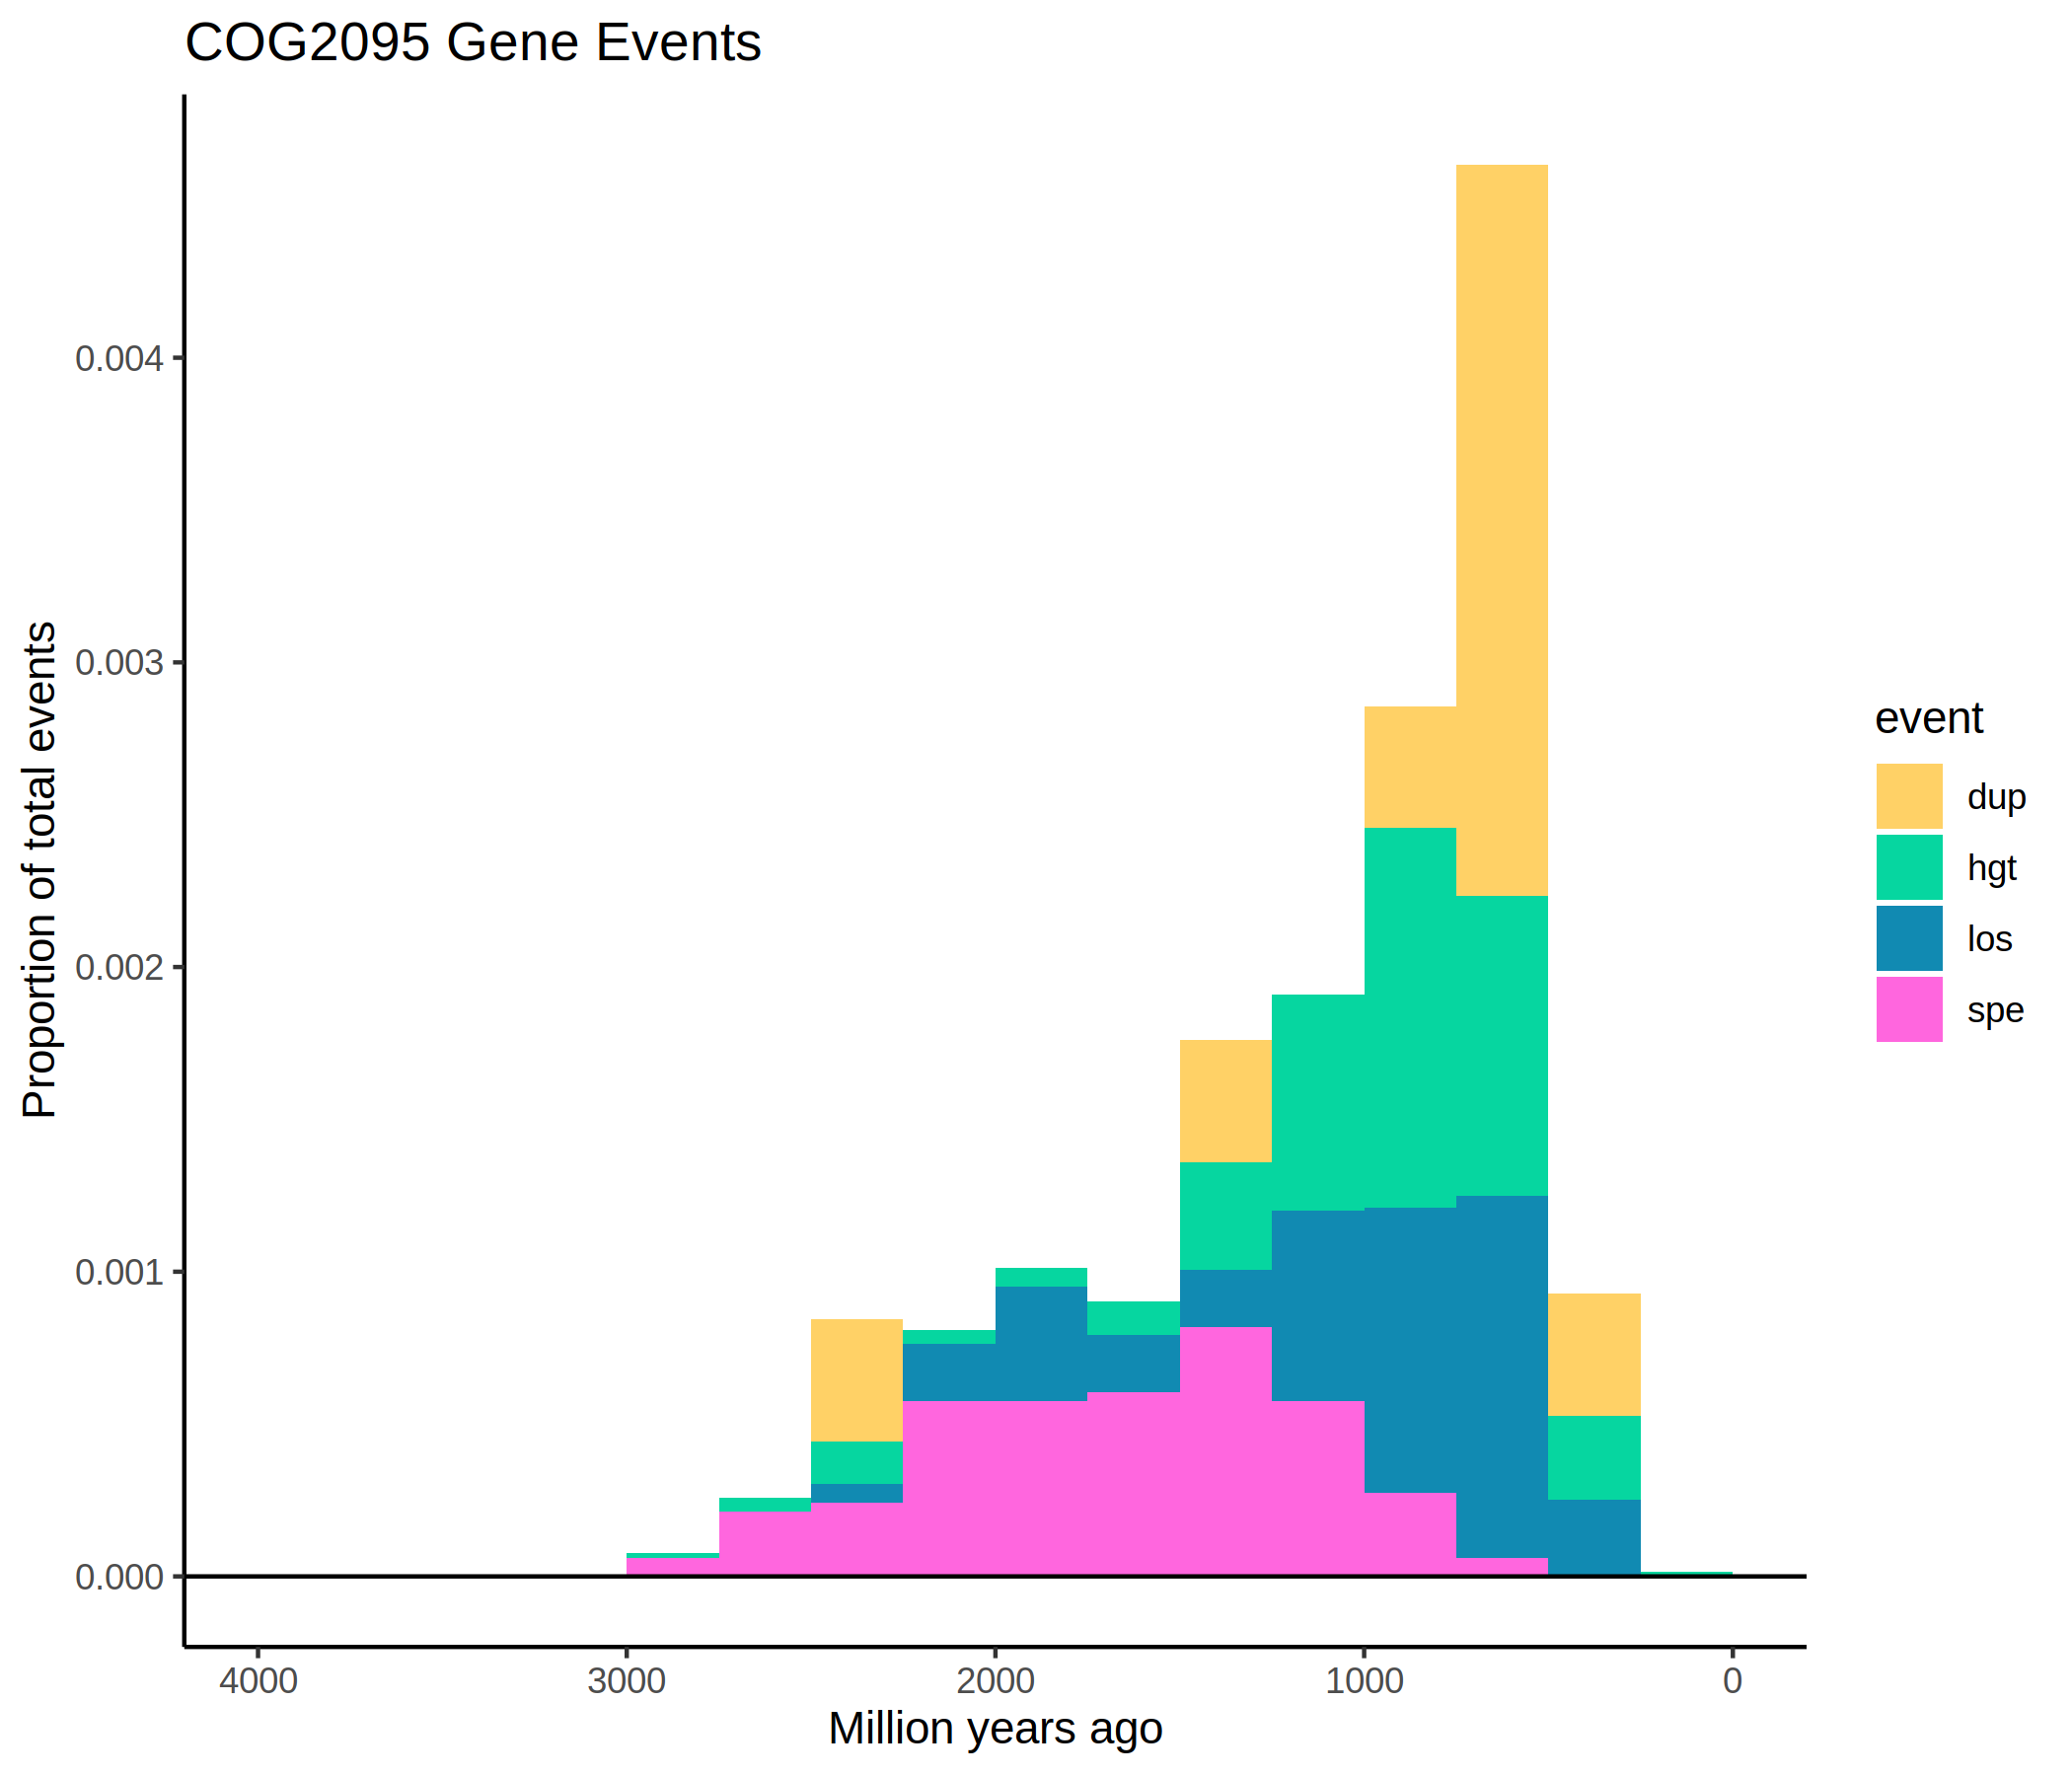 COG2095 Gene Events
Proportion of total events
0.004
0.003
0.002
0.001
0.000
4000
3000
2000
1000
0
Million years ago
event
dup
hgt
los
spe